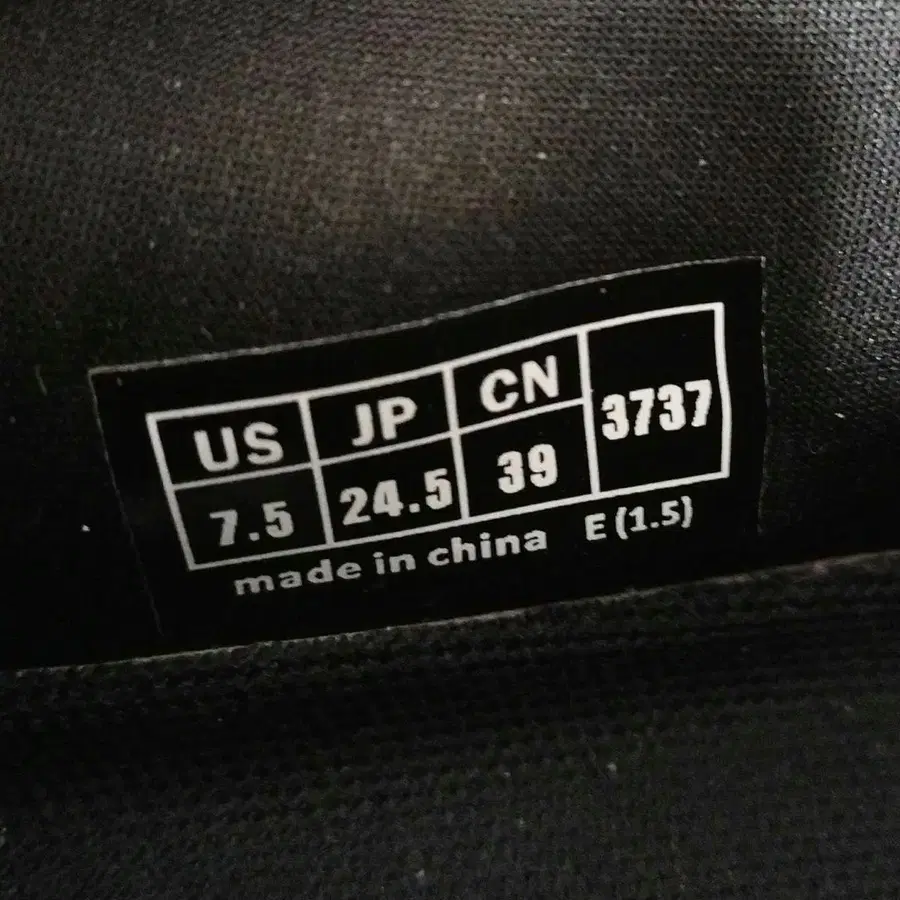 US JP CN 3737
7.5 24.5 39
made in china E (1.5)